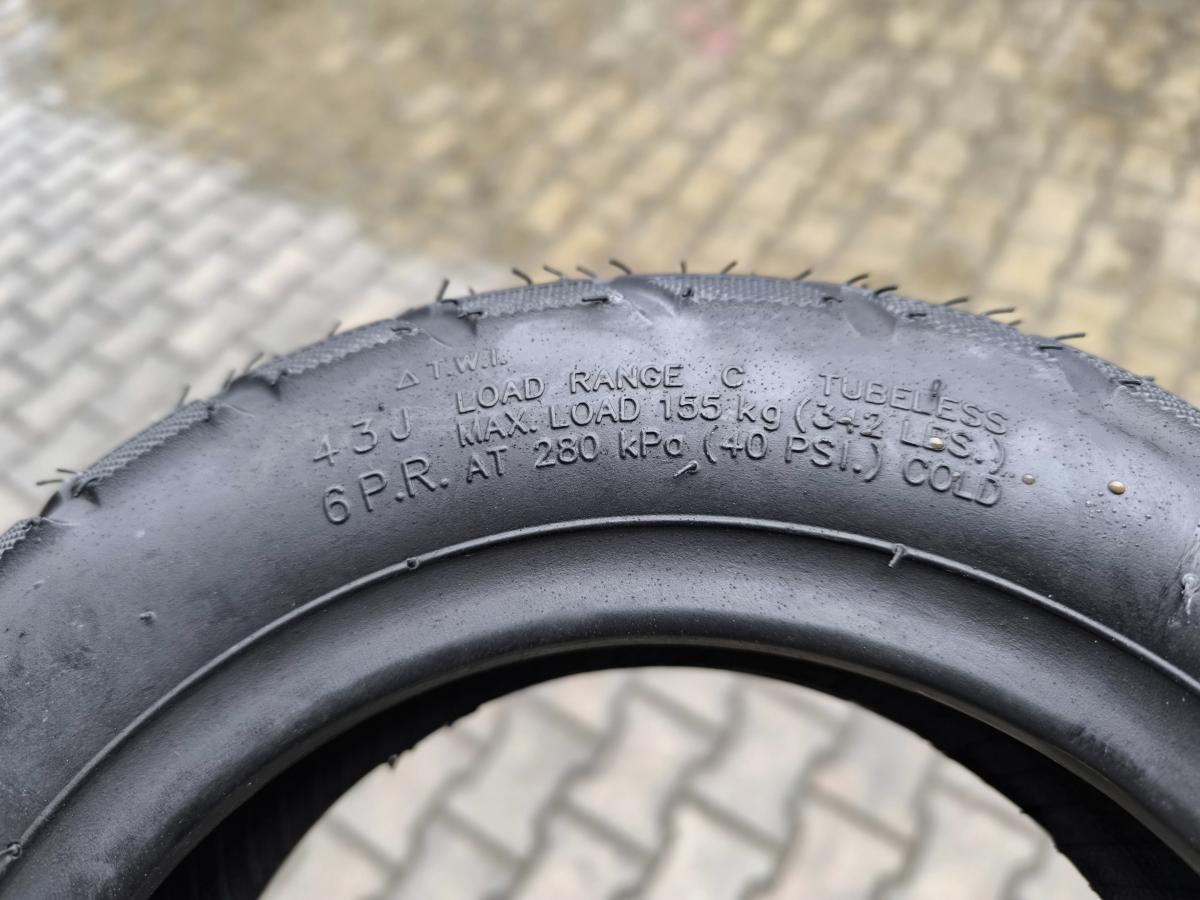 △ T.W.I.
43J LOAD RANGE C TUBELESS
MAX. LOAD 155 kg (342 LBS.)
6 P.R. AT 280 kPa (40 PSI.) COLD